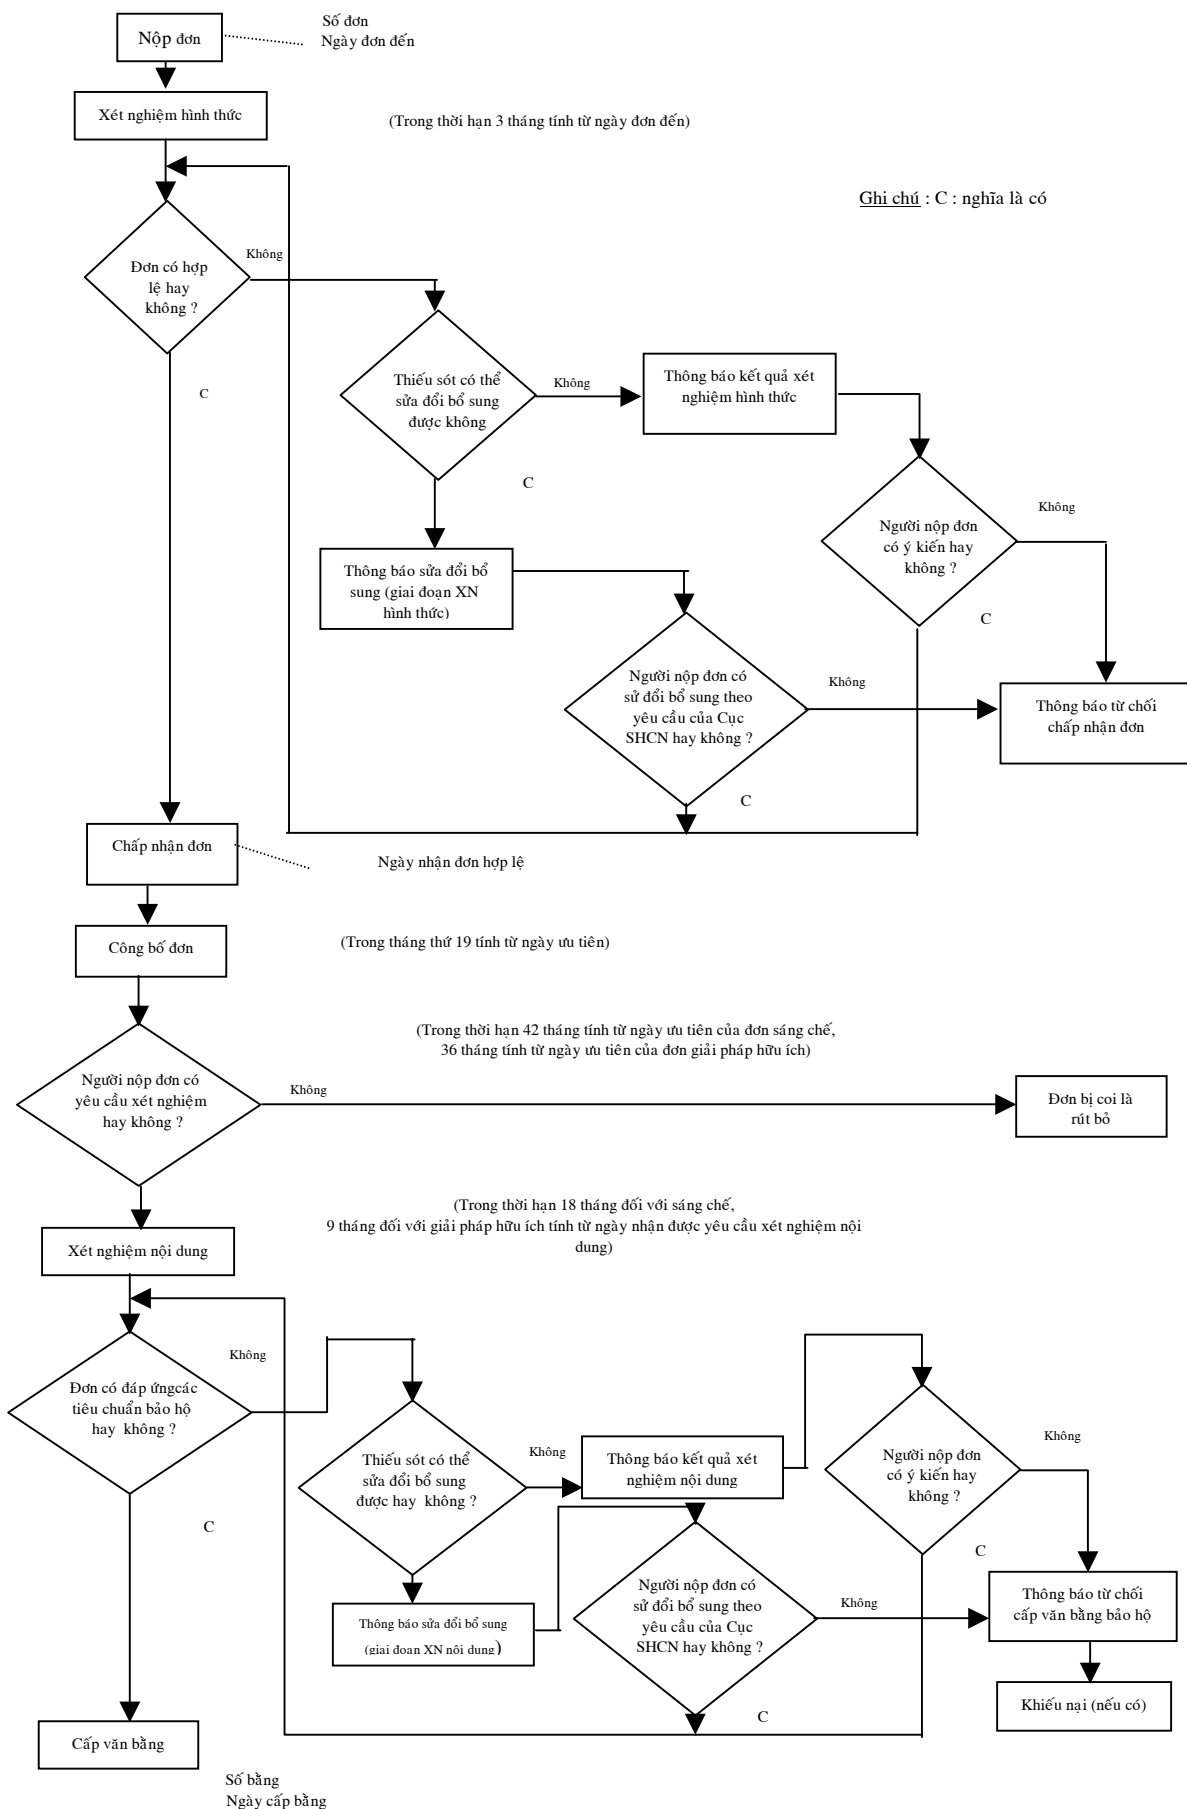 Số đơn
Nộp đơn
Ngày đơn đến
Xét nghiệm hình thức
(Trong thời hạn 3 tháng tính từ ngày đơn đến)
Ghi chú : C : nghĩa là có
Không
Đơn có hợp
lệ hay
không ?
C
Thiếu sót có thể
sửa đổi bổ sung
được không
Không
Thông báo kết quả xét
nghiệm hình thức
C
Người nộp đơn
có ý kiến hay
không ?
Không
C
Thông báo sửa đổi bổ
sung (giai đoạn XN
hình thức)
Người nộp đơn có
sử đổi bổ sung theo
yêu cầu của Cục
SHCN hay không ?
Không
C
Thông báo từ chối
chấp nhận đơn
Chấp nhận đơn
Ngày nhận đơn hợp lệ
Công bố đơn
(Trong tháng thứ 19 tính từ ngày ưu tiên)
(Trong thời hạn 42 tháng tính từ ngày ưu tiên của đơn sáng chế,
36 tháng tính từ ngày ưu tiên của đơn giải pháp hữu ích)
Người nộp đơn có
yêu cầu xét nghiệm
hay không ?
Không
Đơn bị coi là
rút bỏ
(Trong thời hạn 18 tháng đối với sáng chế,
9 tháng đối với giải pháp hữu ích tính từ ngày nhận được yêu cầu xét nghiệm nội
dung)
Xét nghiệm nội dung
Không
Đơn có đáp ứngcác
tiêu chuẩn bảo hộ
hay không ?
C
Thiếu sót có thể
sửa đổi bổ sung
được hay không ?
Không
Thông báo kết quả xét
nghiệm nội dung
Người nộp đơn
có ý kiến hay
không ?
Không
C
Thông báo sửa đổi bổ sung
(giai đoan XN nôi dung)
Người nộp đơn có
sử đổi bổ sung theo
yêu cầu của Cục
SHCN hay không ?
Không
C
Thông báo từ chối
cấp văn bằng bảo hộ
Khiếu nại (nếu có)
Cấp văn bằng
Số bằng
Ngày cấp bằng